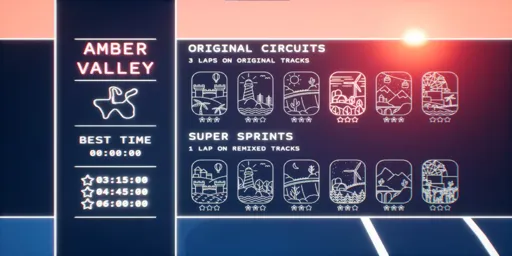 AMBER
VALLEY
BEST TIME
00:00:00
03:15:00
04:45:00
06:00:00
ORIGINAL CIRCUITS
3 LAPS ON ORIGINAL TRACKS
SUPER SPRINTS
1 LAP ON REMIXED TRACKS